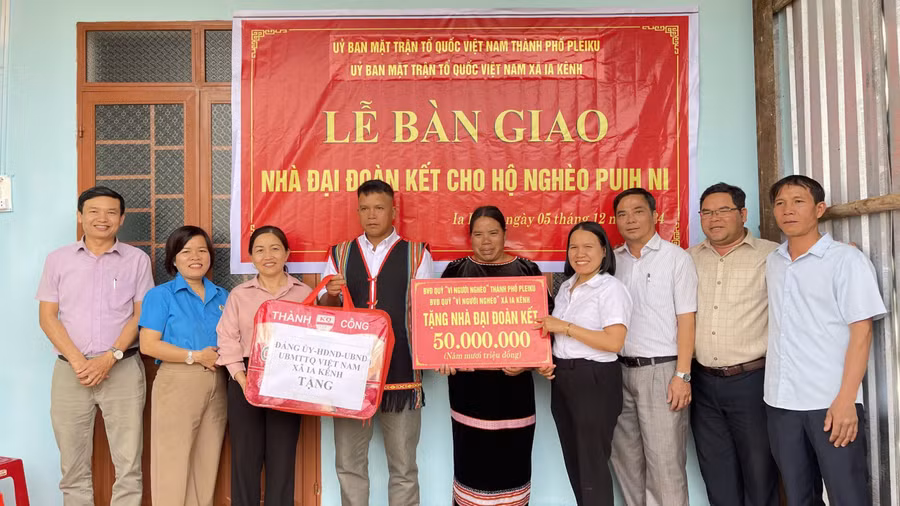 UỶ BAN MẶT TRẬN TỔ QUỐC VIỆT NAM THÀNH PHỐ PLEIKU
UỶ BAN MẶT TRẬN TỔ QUỐC VIỆT NAM XÃ IA KÊNH
LỄ BÀN GIAO
NHÀ ĐẠI ĐOÀN KẾT CHO HỘ NGHÈO PUIH NI
Ia ngày 05 tháng 12
BVĐ QUỸ "VÌ NGƯỜI NGHÈO" THÀNH PHỐ PLEIKU
BVĐ QUỸ "VÌ NGƯỜI NGHÈO" XÃ IA KÊNH
TẶNG NHÀ ĐẠI ĐOÀN KẾT
50.000.000
(Năm mươi triệu đồng)
THÀNH CÔNG
ĐẢNG ỦY-HĐND-UBND
UBMTTQ VIỆT NAM
XÃ IA KÊNH
TẶNG